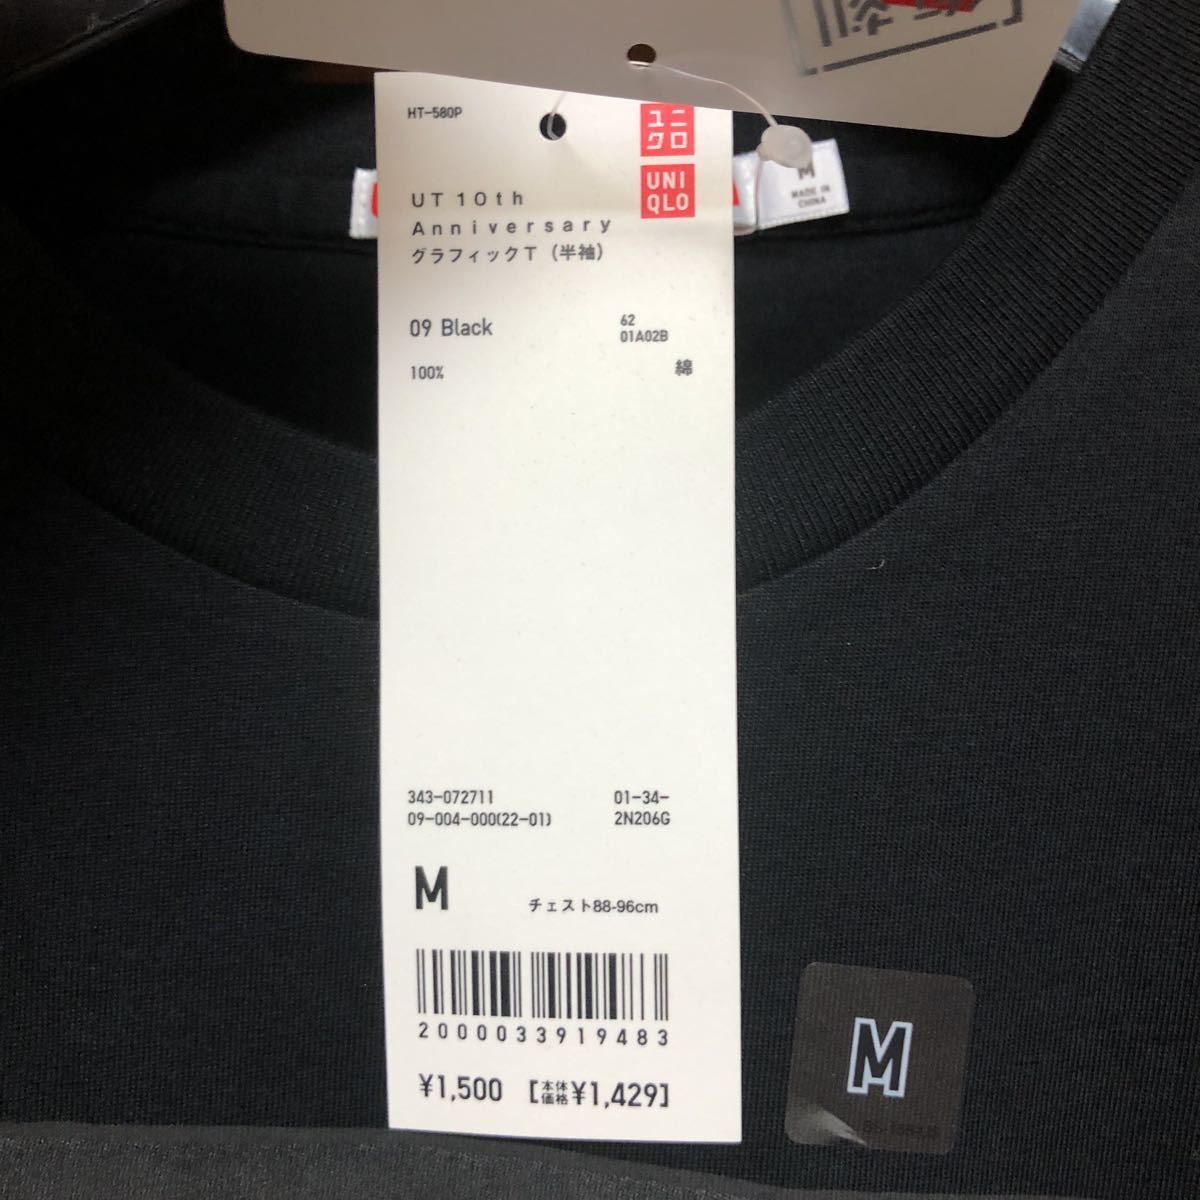 HT-580P
ユニ
クロ
UNI
QLO
M
MADE IN
CHINA
UT 10th
Anniversary
グラフィックT（半袖）
09 Black
62
01A02B
100%
綿
343-072711
01-34-
09-004-000(22-01)
2N206G
M
チェスト88-96cm
2000033919483
¥1,500
[本体価格¥1,429]
M